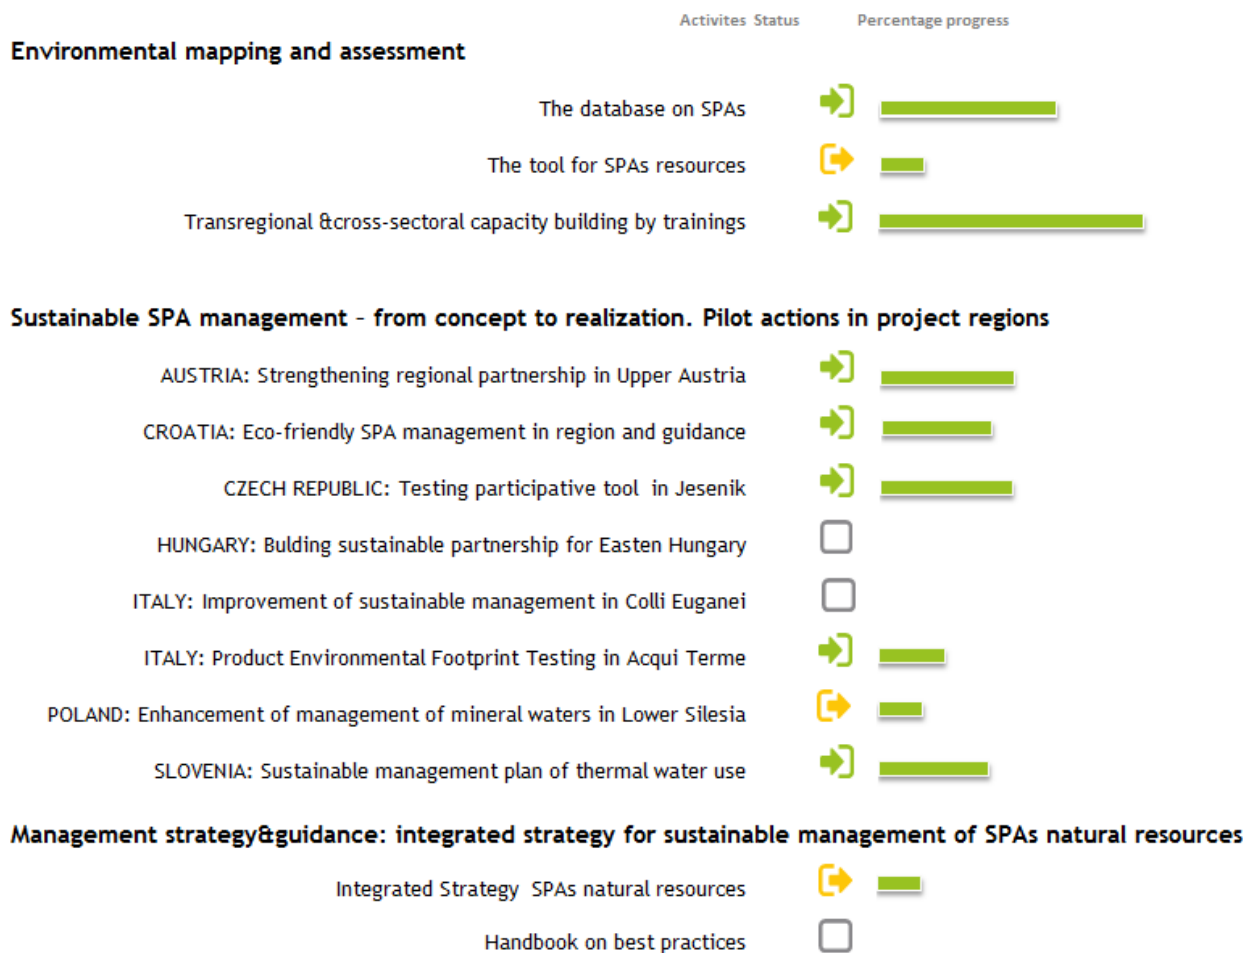 Activites Status Percentage progress
Environmental mapping and assessment
The database on SPAs
The tool for SPAs resources
Transregional &cross-sectoral capacity building by trainings
Sustainable SPA management – from concept to realization. Pilot actions in project regions
AUSTRIA: Strengthening regional partnership in Upper Austria
CROATIA: Eco-friendly SPA management in region and guidance
CZECH REPUBLIC: Testing participative tool in Jesenik
HUNGARY: Bulding sustainable partnership for Easten Hungary
ITALY: Improvement of sustainable management in Colli Euganei
ITALY: Product Environmental Footprint Testing in Acqui Terme
POLAND: Enhancement of management of mineral waters in Lower Silesia
SLOVENIA: Sustainable management plan of thermal water use
Management strategy&guidance: integrated strategy for sustainable management of SPAs natural resources
Integrated Strategy SPAs natural resources
Handbook on best practices